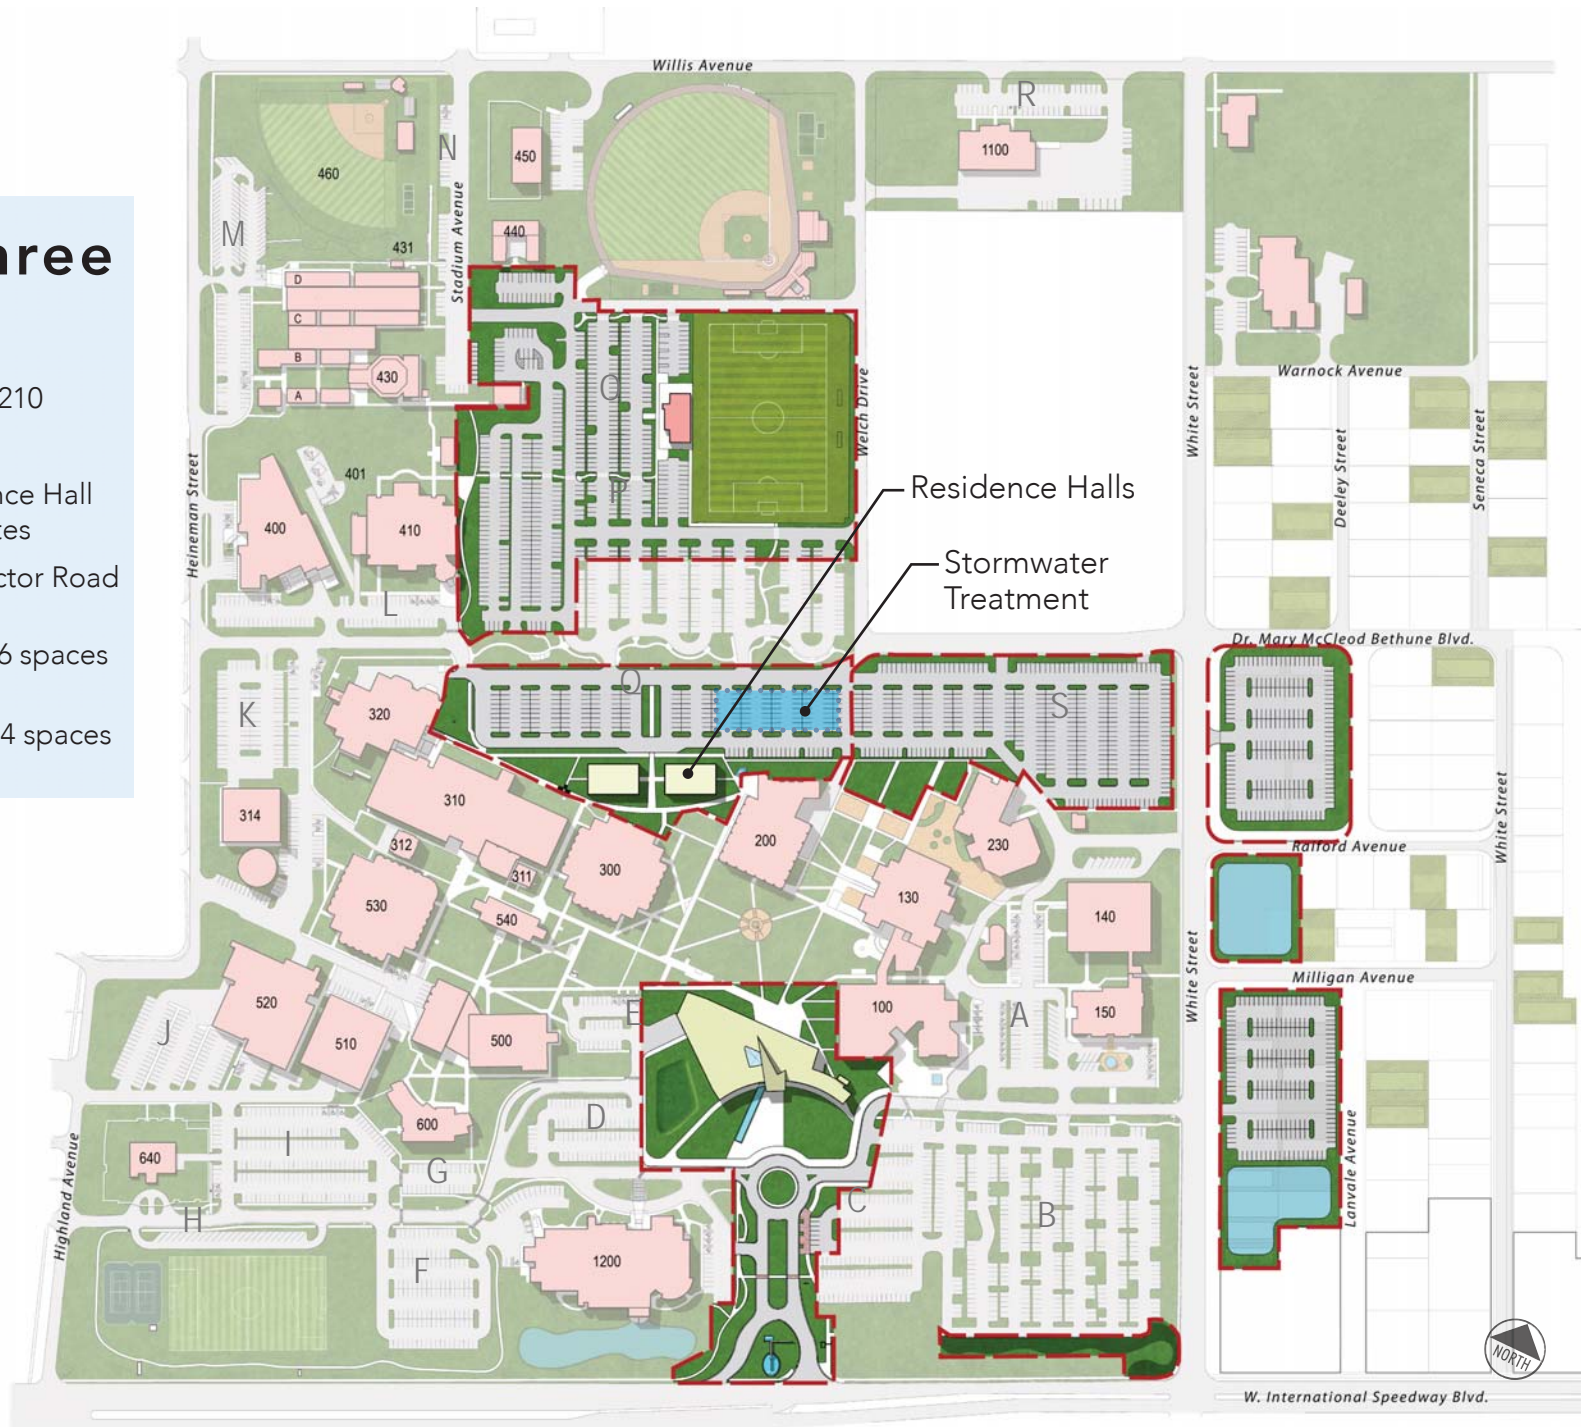 Willis Avenue
R
1100
N
450
460
M
440
431
Stadium Avenue
D
C
B
A
430
O
P
Welch Drive
White Street
Warnock Avenue
Deeley Street
Seneca Street
210
nce Hall
tes
ctor Road
6 spaces
4 spaces
Heineman Street
401
400
410
L
Residence Halls
Stormwater
Treatment
Dr. Mary McCleod Bethune Blvd.
Q
S
K
320
310
314
312
311
300
200
230
530
540
130
140
Ralford Avenue
White Street
White Street
Milligan Avenue
520
510
500
J
E
100
A
150
600
D
I
G
640
H
Highland Avenue
C
B
Lanvale Avenue
F
1200
NORTH
W. International Speedway Blvd.